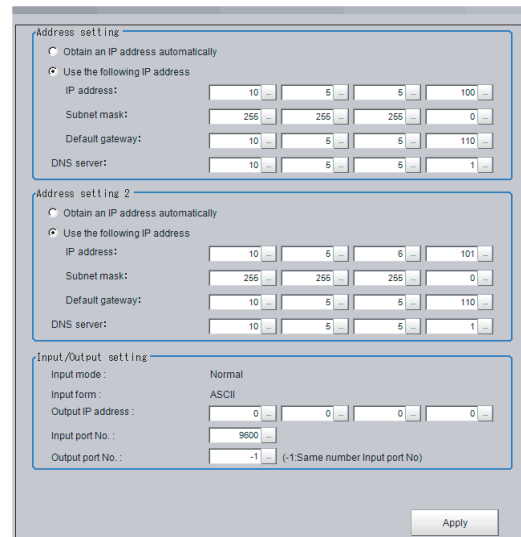 Address setting
Obtain an IP address automatically
Use the following IP address
IP address: 10 ... 5 ... 5 ... 100 ...
Subnet mask: 255 ... 255 ... 255 ... 0 ...
Default gateway: 10 ... 5 ... 5 ... 110 ...
DNS server: 10 ... 5 ... 5 ... 1 ...
Address setting 2
Obtain an IP address automatically
Use the following IP address
IP address: 10 ... 5 ... 6 ... 101 ...
Subnet mask: 255 ... 255 ... 255 ... 0 ...
Default gateway: 10 ... 5 ... 5 ... 110 ...
DNS server: 10 ... 5 ... 5 ... 1 ...
Input/Output setting
Input mode : Normal
Input form : ASCII
Output IP address : 0 ... 0 ... 0 ... 0 ...
Input port No. : 9600 ...
Output port No. : -1 ... (-1:Same number Input port No)
Apply